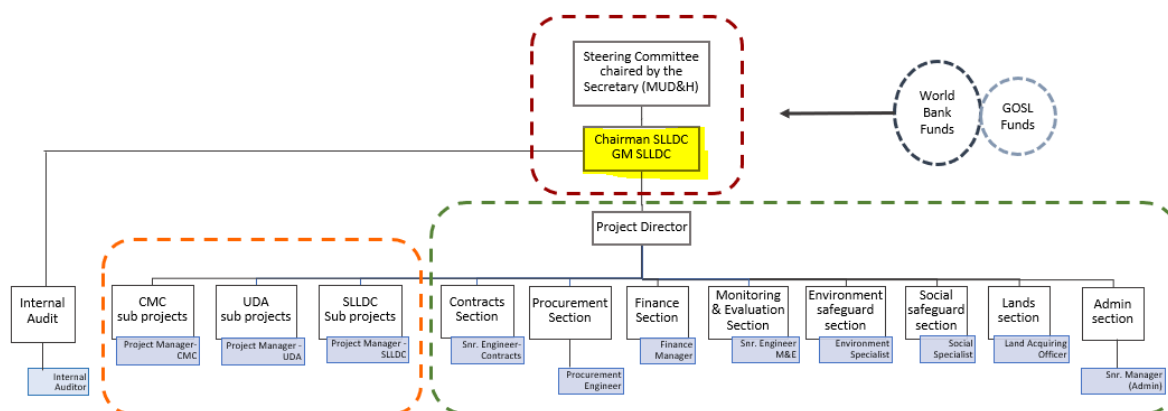 Steering Committee
chaired by the
Secretary (MUD&H)
World
Bank
Funds
GOSL
Funds
Chairman SLLDC
GM SLLDC
Project Director
Internal
Audit
Internal
Auditor
CMC
sub projects
Project Manager-
CMC
UDA
sub projects
Project Manager -
UDA
SLLDC
Sub projects
Project Manager -
SLLDC
Contracts
Section
Snr. Engineer-
Contracts
Procurement
Section
Procurement
Engineer
Finance
Section
Finance
Manager
Monitoring
& Evaluation
Section
Snr. Engineer
M&E
Environment
safeguard
section
Environment
Specialist
Social
safeguard
section
Social
Specialist
Lands
section
Land Acquiring
Officer
Admin
section
Snr. Manager
(Admin)